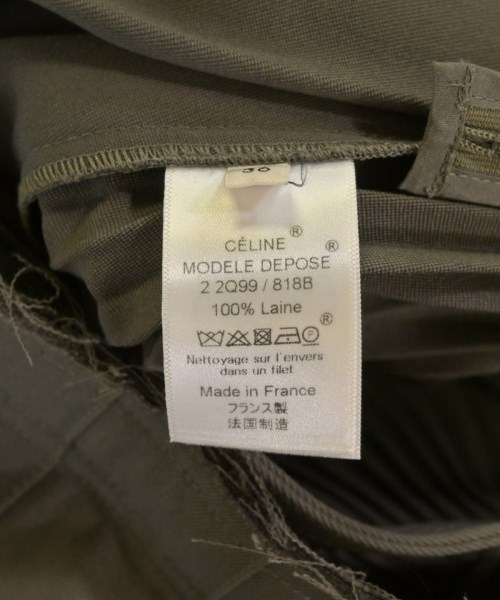 CÉLINE ®
MODELE DEPOSE ®
2 2Q99 / 818B
100% Laine
P ®
Nettoyage sur l'envers
dans un filet
Made in France
フランス製
法国制造